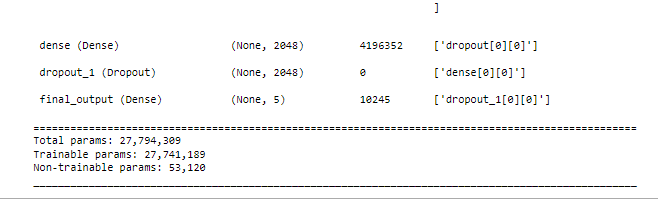 ]
dense (Dense) (None, 2048) 4196352 ['dropout[0][0]']
dropout_1 (Dropout) (None, 2048) 0 ['dense[0][0]']
final_output (Dense) (None, 5) 10245 ['dropout_1[0][0]']
==================================================================================================
Total params: 27,794,309
Trainable params: 27,741,189
Non-trainable params: 53,120
__________________________________________________________________________________________________